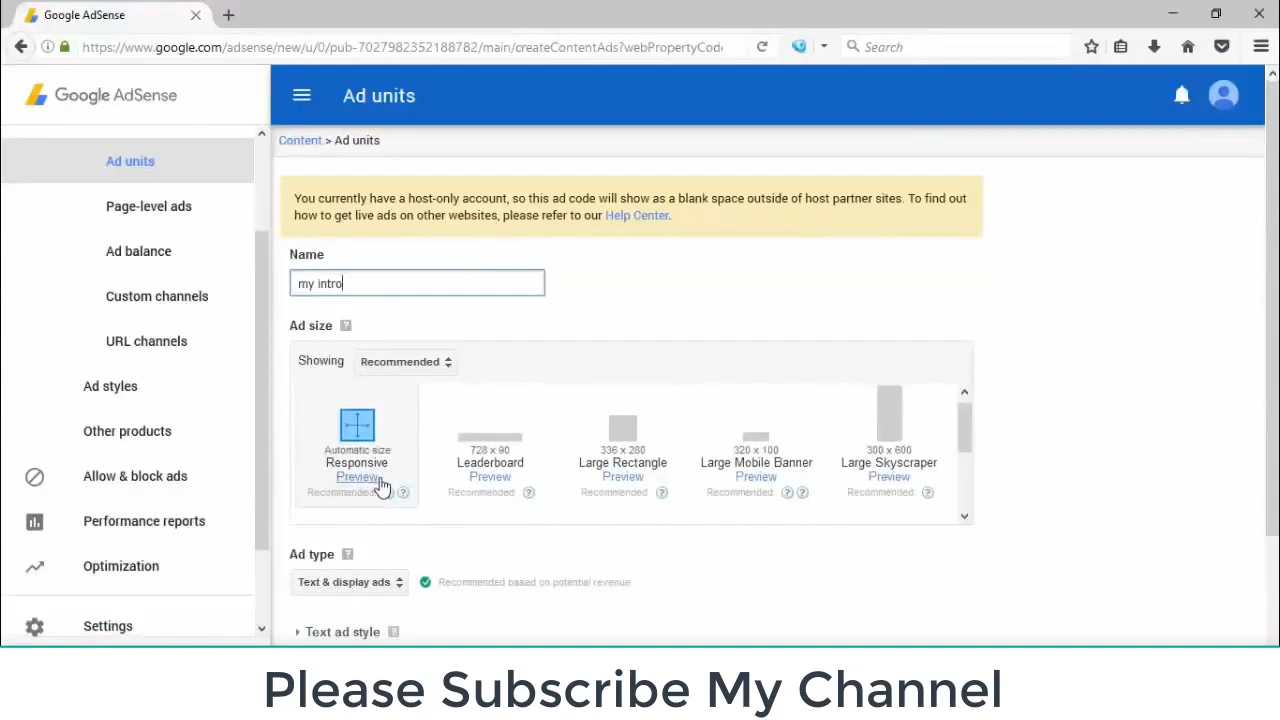 Google AdSense
https://www.google.com/adsense/new/u/0/pub-7027982352188782/main/createContentAds?webPropertyCode
Search
Google AdSense
Ad units
Content > Ad units
Ad units
Page-level ads
Ad balance
Custom channels
URL channels
Ad styles
Other products
Allow & block ads
Performance reports
Optimization
Settings
You currently have a host-only account, so this ad code will show as a blank space outside of host partner sites. To find out
how to get live ads on other websites, please refer to our Help Center.
Name
my intro
Ad size ?
Showing Recommended
Automatic size
Responsive
Preview
Recommended ?
728 x 90
Leaderboard
Preview
Recommended ?
336 x 280
Large Rectangle
Preview
Recommended ?
320 x 100
Large Mobile Banner
Preview
Recommended ? ?
300 x 600
Large Skyscraper
Preview
Recommended ?
Ad type ?
Text & display ads Recommended based on potential revenue
Text ad style ?
Please Subscribe My Channel